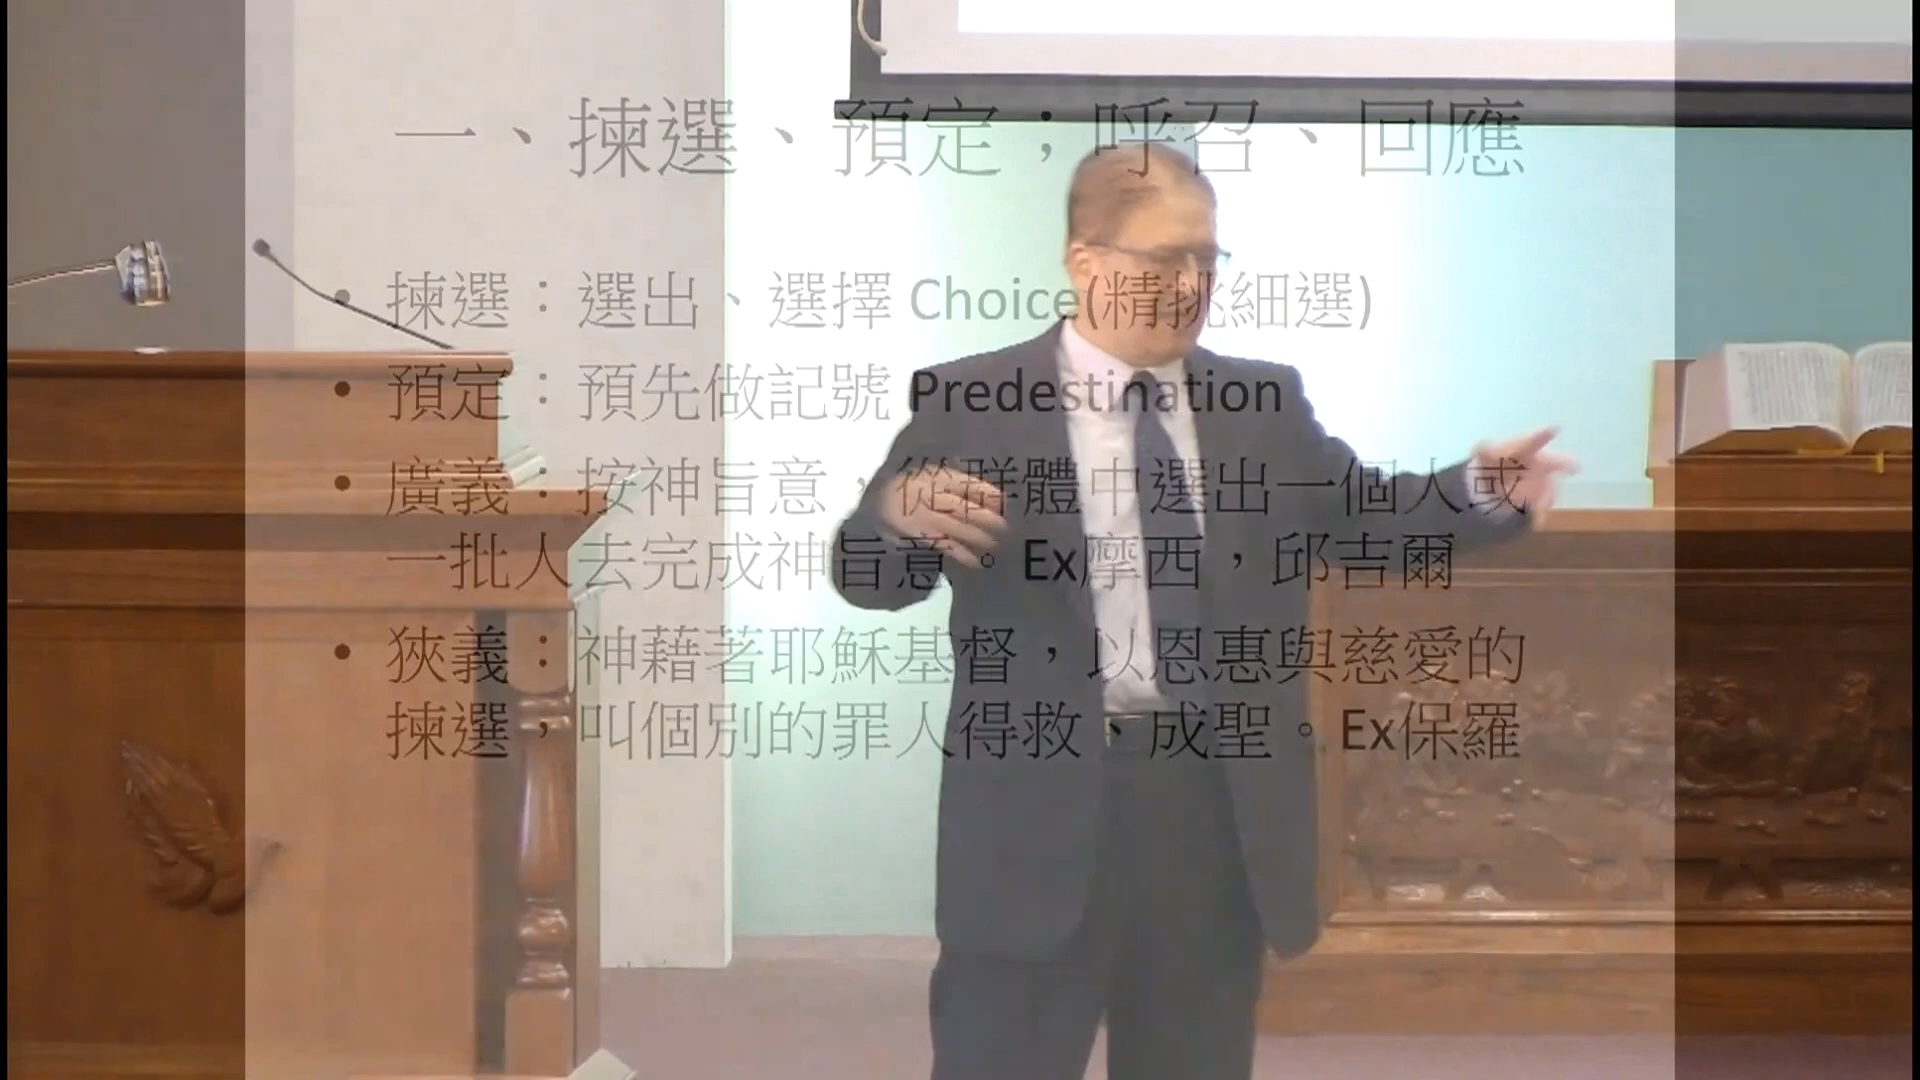 一、揀選、預定；呼召、回應
• 揀選：選出、選擇 Choice(精挑細選)
• 預定：預先做記號 Predestination
• 廣義：按神旨意，從群體中選出一個人或
一批人去完成神旨意。Ex摩西，邱吉爾
• 狹義：神藉著耶穌基督，以恩惠與慈愛的
揀選，叫個別的罪人得救、成聖。Ex保羅